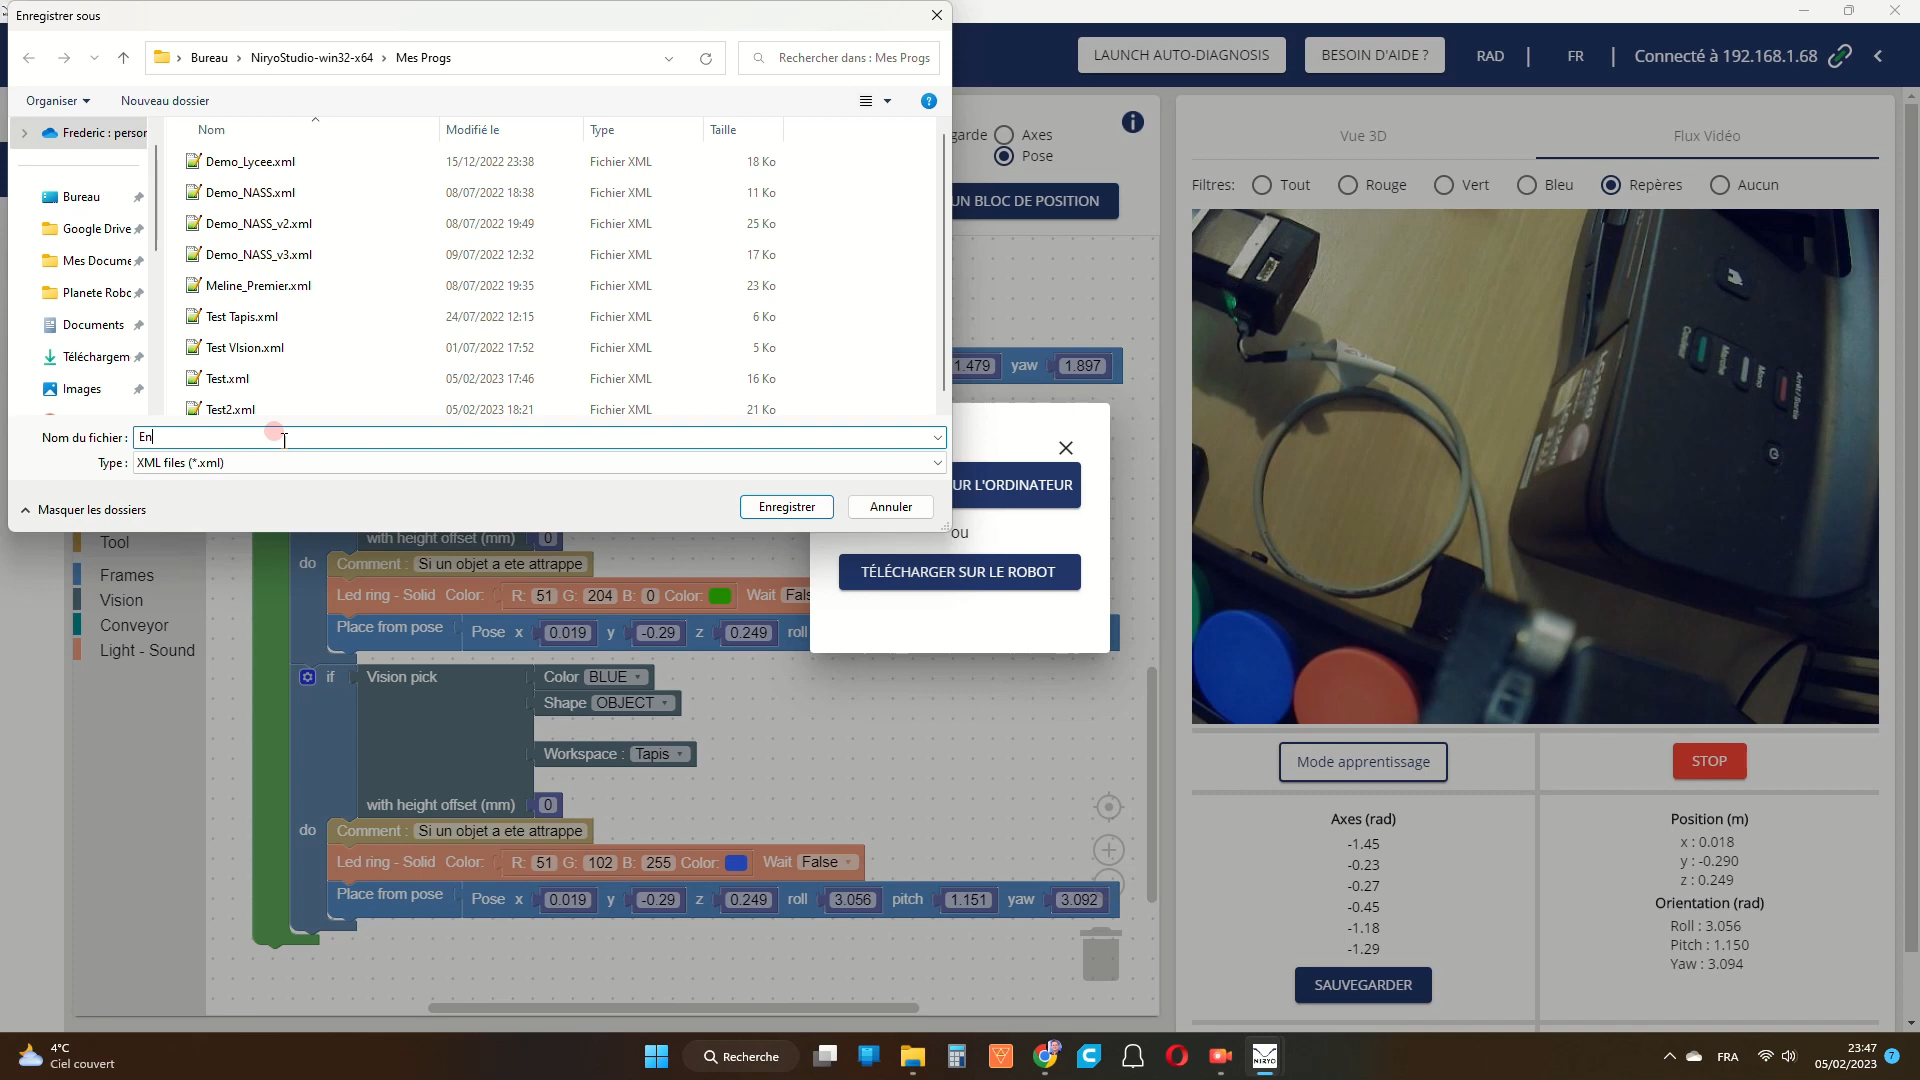 Enregistrer sous
Bureau > NiryoStudio-win32-x64 > Mes Progs
Rechercher dans : Mes Progs
Organiser
Nouveau dossier
Frederic : person
Bureau
Google Drive
Mes Docume
Planete Robo
Documents
Téléchargem
Images
Nom Modifié le Type Taille
Demo_Lycee.xml 15/12/2022 23:38 Fichier XML 18 Ko
Demo_NASS.xml 08/07/2022 18:38 Fichier XML 11 Ko
Demo_NASS_v2.xml 08/07/2022 19:49 Fichier XML 25 Ko
Demo_NASS_v3.xml 09/07/2022 12:32 Fichier XML 17 Ko
Meline_Premier.xml 08/07/2022 19:35 Fichier XML 23 Ko
Test Tapis.xml 24/07/2022 12:15 Fichier XML 6 Ko
Test VIsion.xml 01/07/2022 17:52 Fichier XML 5 Ko
Test.xml 05/02/2023 17:46 Fichier XML 16 Ko
Test2.xml 05/02/2023 18:21 Fichier XML 21 Ko
Nom du fichier : En
Type : XML files (*.xml)
Masquer les dossiers
Enregistrer
Annuler
LAUNCH AUTO-DIAGNOSIS
BESOIN D'AIDE ?
RAD | FR | Connecté à 192.168.1.68
garde Axes
Pose
UN BLOC DE POSITION
1.479 yaw 1.897
UR L'ORDINATEUR
ou
TÉLÉCHARGER SUR LE ROBOT
Tool
Frames
Vision
Conveyor
Light - Sound
with height offset (mm) 0
do Comment : Si un objet a ete attrappe
Led ring - Solid Color: R: 51 G: 204 B: 0 Color: Wait Fals
Place from pose Pose x 0.019 y -0.29 z 0.249 roll
if Vision pick Color BLUE
Shape OBJECT
Workspace : Tapis
with height offset (mm) 0
do Comment : Si un objet a ete attrappe
Led ring - Solid Color: R: 51 G: 102 B: 255 Color: Wait False
Place from pose Pose x 0.019 y -0.29 z 0.249 roll 3.056 pitch 1.151 yaw 3.092
Vue 3D
Flux Vidéo
Filtres: Tout Rouge Vert Bleu Repères Aucun
Mode apprentissage
STOP
Axes (rad)
-1.45
-0.23
-0.27
-0.45
-1.18
-1.29
SAUVEGARDER
Position (m)
x : 0.018
y : -0.290
z : 0.249
Orientation (rad)
Roll : 3.056
Pitch : 1.150
Yaw : 3.094
4°C
Ciel couvert
Recherche
NIRYO
FRA
23:47
05/02/2023
7